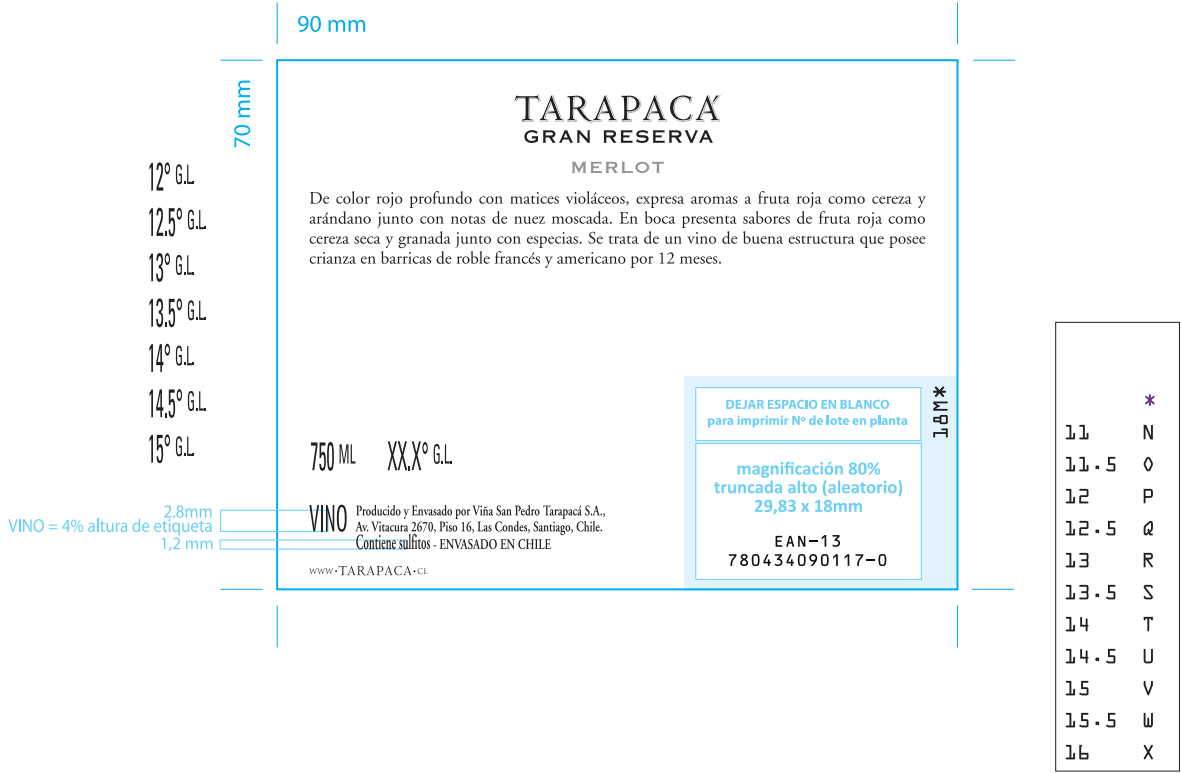 90 mm
70 mm
12° G.L.
12.5° G.L.
13° G.L.
13.5° G.L.
14° G.L.
14.5° G.L.
15° G.L.
TARAPACÁ
GRAN RESERVA
MERLOT
De color rojo profundo con matices violáceos, expresa aromas a fruta roja como cereza y
arándano junto con notas de nuez moscada. En boca presenta sabores de fruta roja como
cereza seca y granada junto con especias. Se trata de un vino de buena estructura que posee
crianza en barricas de roble francés y americano por 12 meses.
750 ML XX.X° G.L.
2.8mm
VINO = 4% altura de etiqueta
1,2 mm
VINO
Producido y Envasado por Viña San Pedro Tarapacá S.A.,
Av. Vitacura 2670, Piso 16, Las Condes, Santiago, Chile.
Contiene sulfitos - ENVASADO EN CHILE
WWW•TARAPACA•CL
DEJAR ESPACIO EN BLANCO
para imprimir Nº de lote en planta
18M*
magnificación 80%
truncada alto (aleatorio)
29,83 x 18mm
EAN-13
780434090117-0
*
11 N
11.5 O
12 P
12.5 Q
13 R
13.5 S
14 T
14.5 U
15 V
15.5 W
16 X